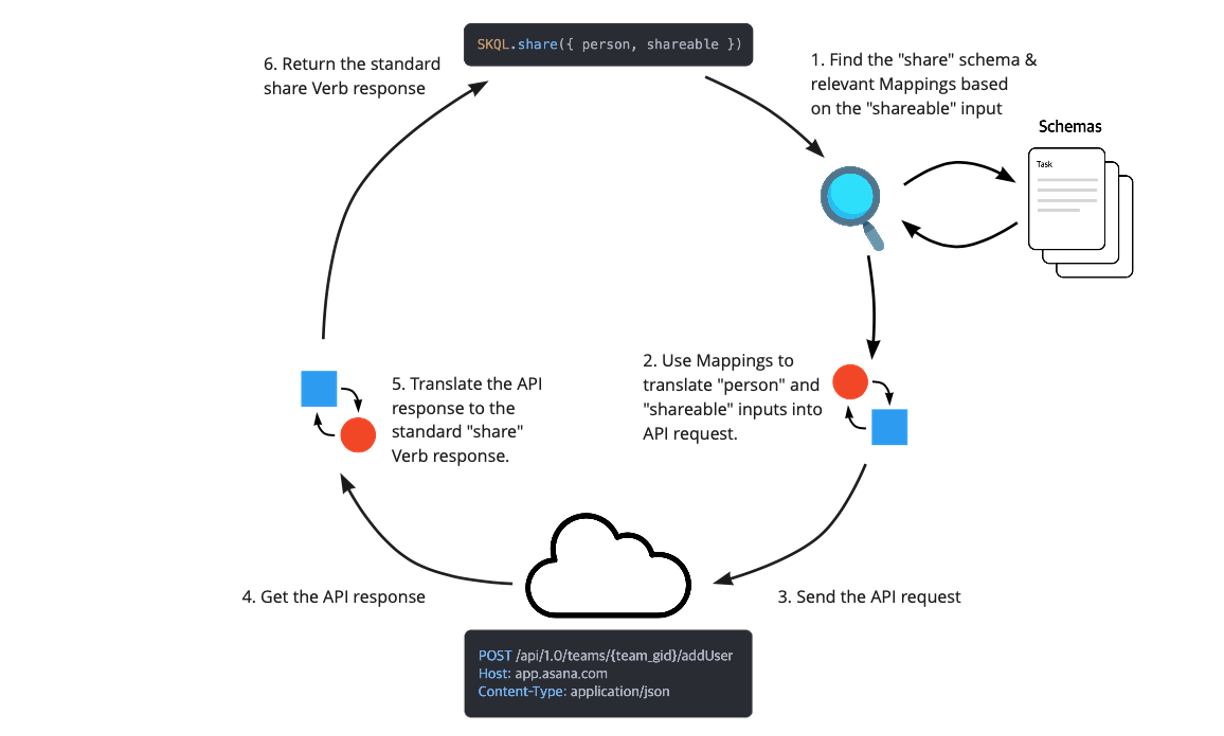 SKQL.share({ person, shareable })
6. Return the standard
share Verb response
1. Find the "share" schema &
relevant Mappings based
on the "shareable" input
Schemas
Task
2. Use Mappings to
translate "person" and
"shareable" inputs into
API request.
5. Translate the API
response to the
standard "share"
Verb response.
4. Get the API response
3. Send the API request
POST /api/1.0/teams/{team_gid}/addUser
Host: app.asana.com
Content-Type: application/json